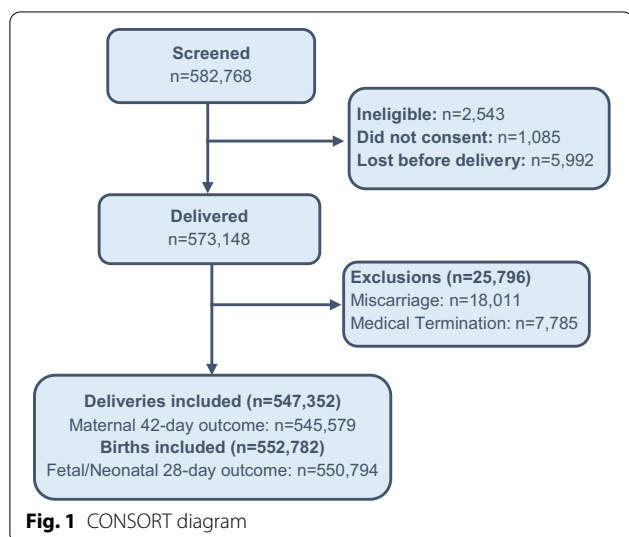 Screened
n=582,768
Ineligible: n=2,543
Did not consent: n=1,085
Lost before delivery: n=5,992
Delivered
n=573,148
Exclusions (n=25,796)
Miscarriage: n=18,011
Medical Termination: n=7,785
Deliveries included (n=547,352)
Maternal 42-day outcome: n=545,579
Births included (n=552,782)
Fetal/Neonatal 28-day outcome: n=550,794
Fig. 1 CONSORT diagram